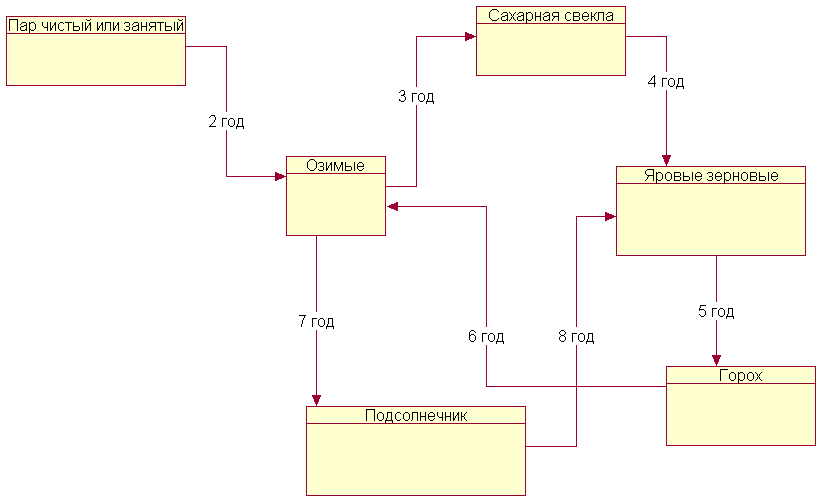 Пар чистый или занятый
Сахарная свекла
4 год
3 год
2 год
Озимые
Яровые зерновые
5 год
7 год
6 год
8 год
Горох
Подсолнечник